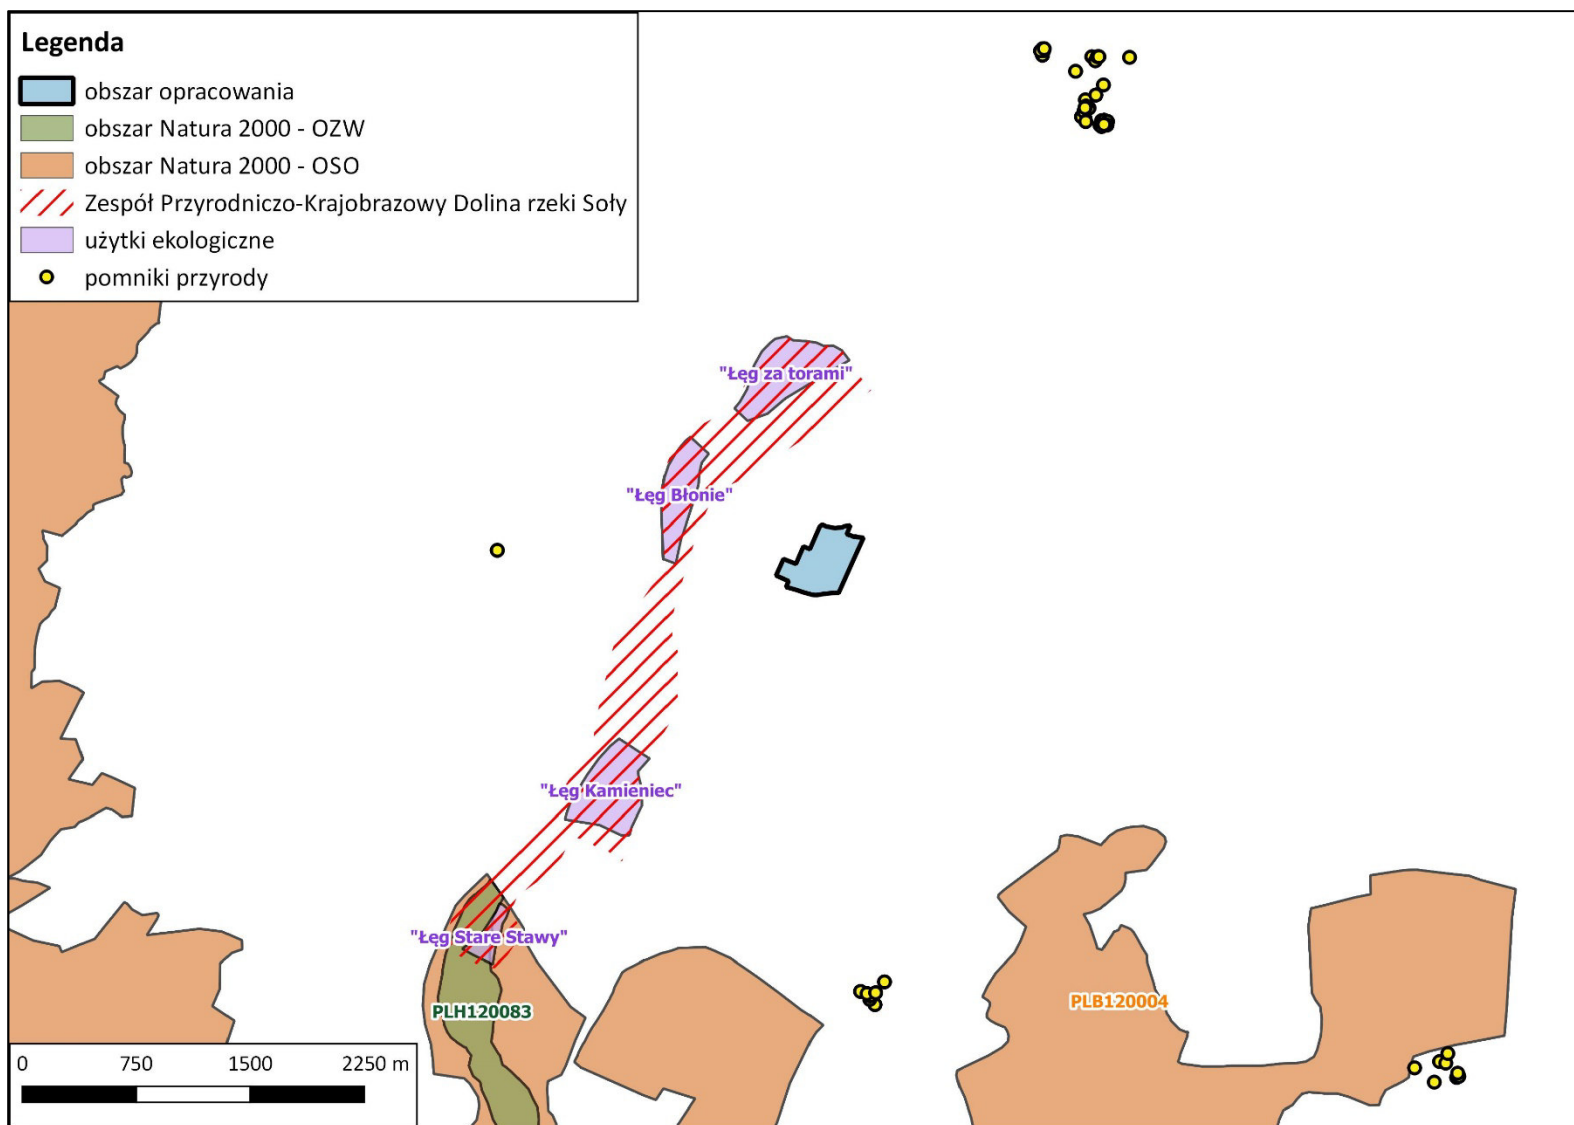 Legenda
obszar opracowania
obszar Natura 2000 - OZW
obszar Natura 2000 - OSO
Zespół Przyrodniczo-Krajobrazowy Dolina rzeki Soły
użytki ekologiczne
pomniki przyrody
"Łęg za torami"
"Łęg Błonie"
"Łęg Kamieniec"
"Łęg Stare Stawy"
PLH120083
PLB120004
0 750 1500 2250 m